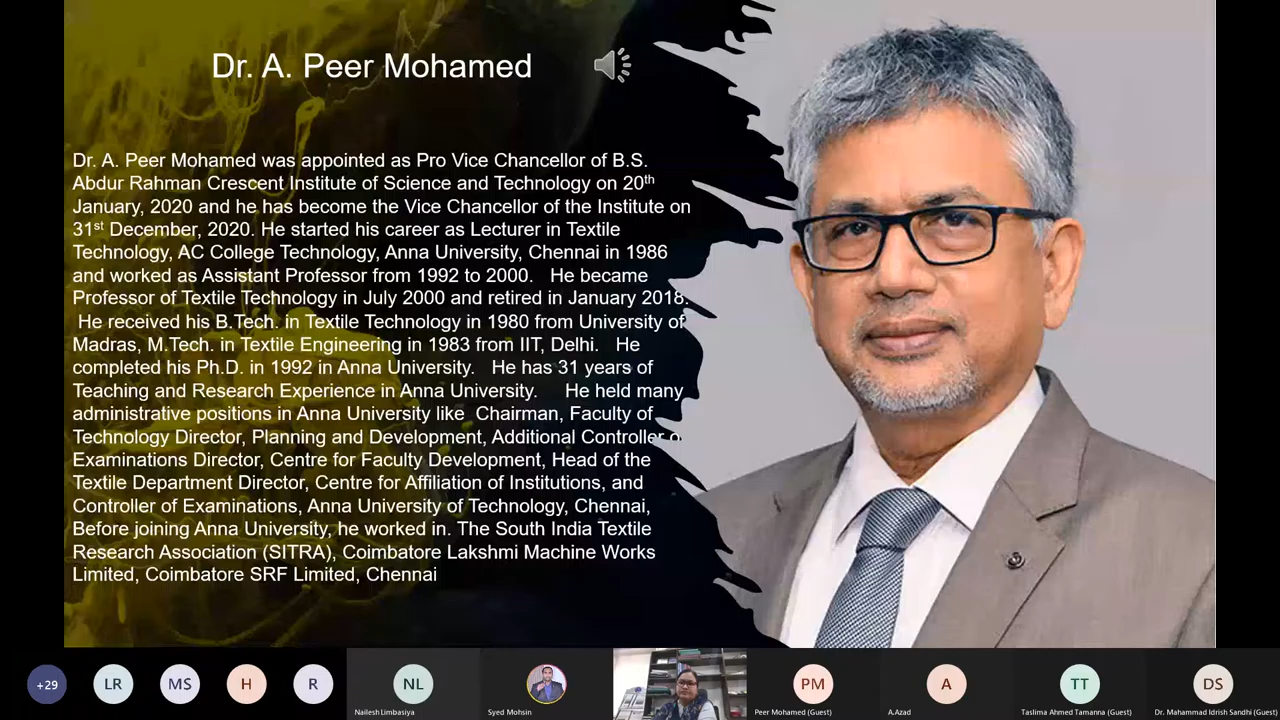 Dr. A. Peer Mohamed
Dr. A. Peer Mohamed was appointed as Pro Vice Chancellor of B.S.
Abdur Rahman Crescent Institute of Science and Technology on 20th
January, 2020 and he has become the Vice Chancellor of the Institute on
31st December, 2020. He started his career as Lecturer in Textile
Technology, AC College Technology, Anna University, Chennai in 1986
and worked as Assistant Professor from 1992 to 2000. He became
Professor of Textile Technology in July 2000 and retired in January 2018.
He received his B.Tech. in Textile Technology in 1980 from University of
Madras, M.Tech. in Textile Engineering in 1983 from IIT, Delhi. He
completed his Ph.D. in 1992 in Anna University. He has 31 years of
Teaching and Research Experience in Anna University. He held many
administrative positions in Anna University like Chairman, Faculty of
Technology Director, Planning and Development, Additional Controller o
Examinations Director, Centre for Faculty Development, Head of the
Textile Department Director, Centre for Affiliation of Institutions, and
Controller of Examinations, Anna University of Technology, Chennai,
Before joining Anna University, he worked in. The South India Textile
Research Association (SITRA), Coimbatore Lakshmi Machine Works
Limited, Coimbatore SRF Limited, Chennai
+29 LR MS H R NL PM A TT DS
Nailesh Limbasiya Syed Mohsin Peer Mohamed (Guest) A.Azad Taslima Ahmed Tamanna (Guest) Dr. Mahammad Idrish Sandhi (Guest)